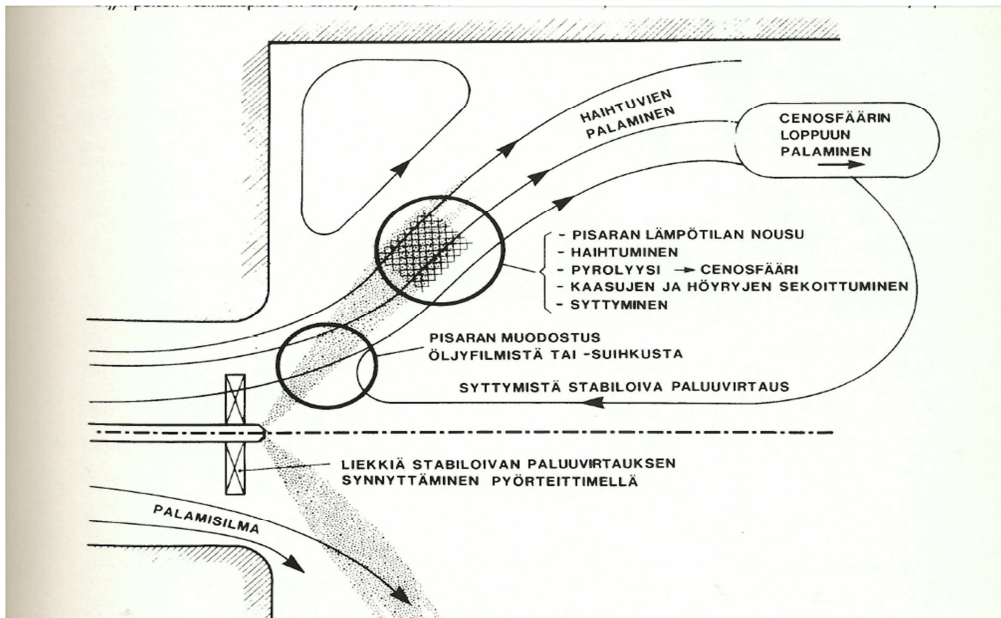 HAIHTUVIEN
PALAMINEN
CENOSFÄÄRIN
LOPPUUN
PALAMINEN
- PISARAN LÄMPÖTILAN NOUSU
- HAIHTUMINEN
- PYROLYYSI → CENOSFÄÄRI
- KAASUJEN JA HÖYRYJEN SEKOITTUMINEN
- SYTTYMINEN
PISARAN MUODOSTUS
ÖLJYFILMISTÄ TAI -SUIHKUSTA
SYTTYMISTÄ STABILOIVA PALUUVIRTAUS
LIEKKIÄ STABILOIVAN PALUUVIRTAUKSEN
SYNNYTTÄMINEN PYÖRTEITTIMELLÄ
PALAMISILMA